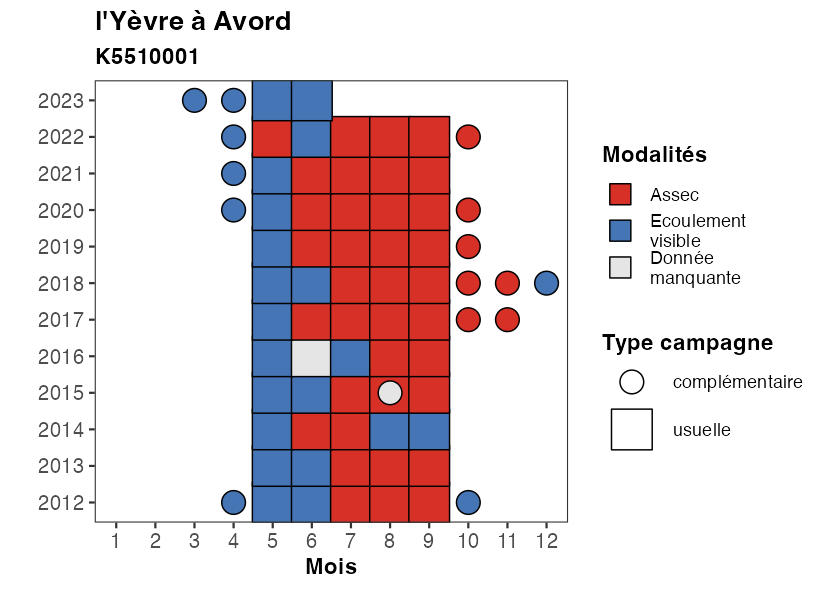 l'Yèvre à Avord
K5510001
2023
2022
2021
2020
2019
2018
2017
2016
2015
2014
2013
2012
1 2 3 4 5 6 7 8 9 10 11 12
Mois
Modalités
Assec
Ecoulement
visible
Donnée
manquante
Type campagne
complémentaire
usuelle